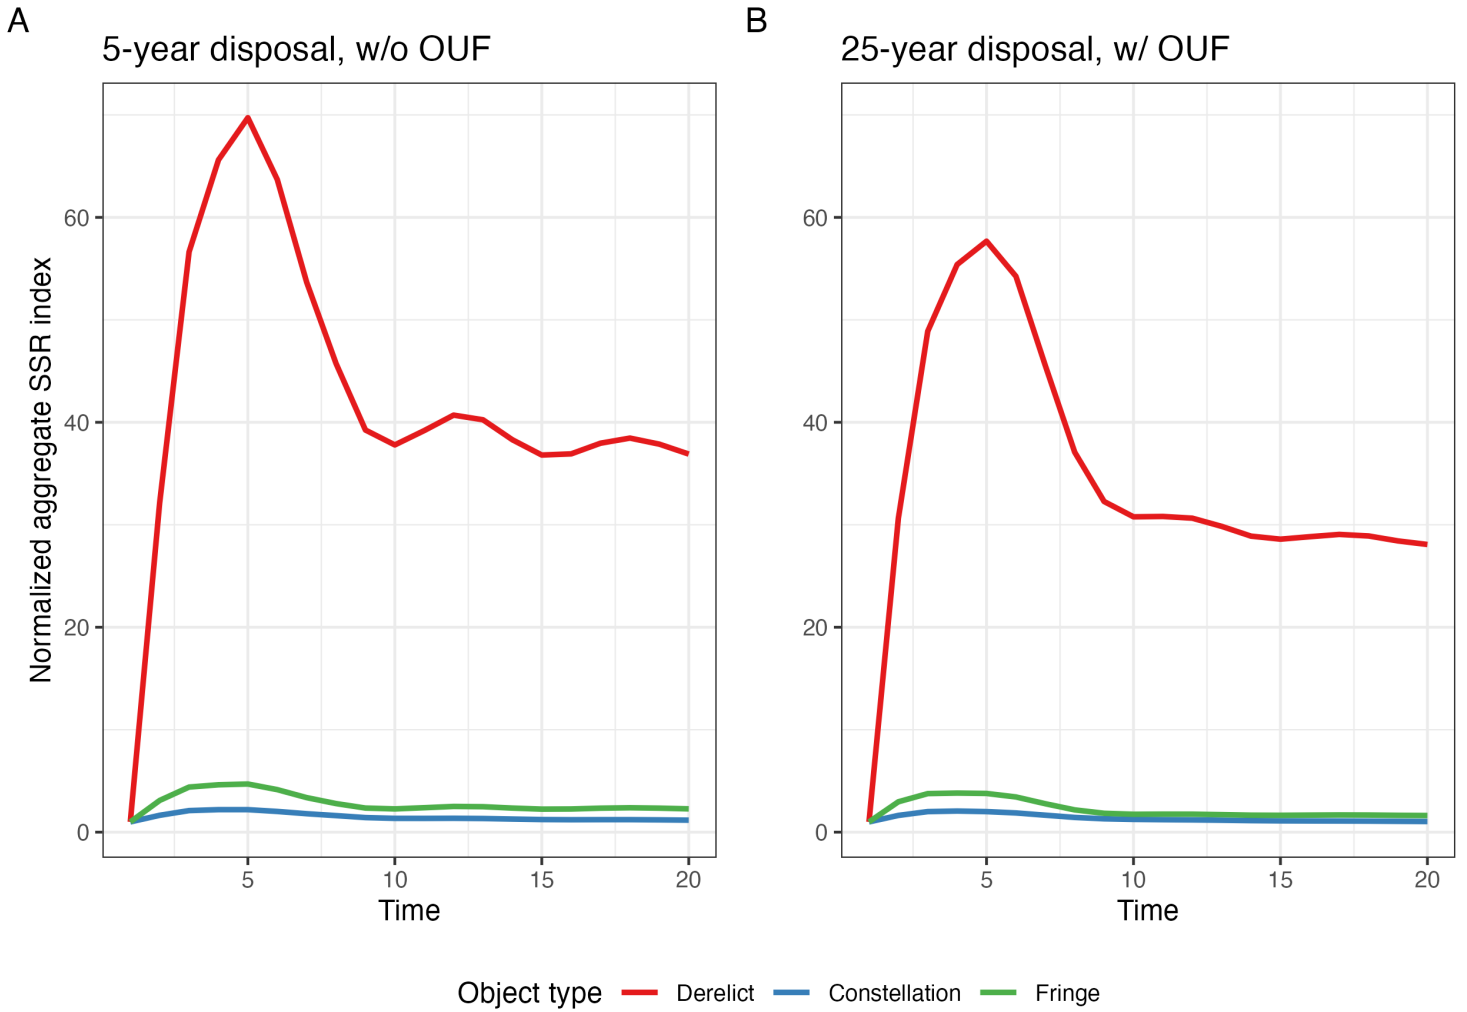 A
5-year disposal, w/o OUF
Normalized aggregate SSR index
60
40
20
0
5 10 15 20
Time
B
25-year disposal, w/ OUF
60
40
20
0
5 10 15 20
Time
Object type Derelict Constellation Fringe